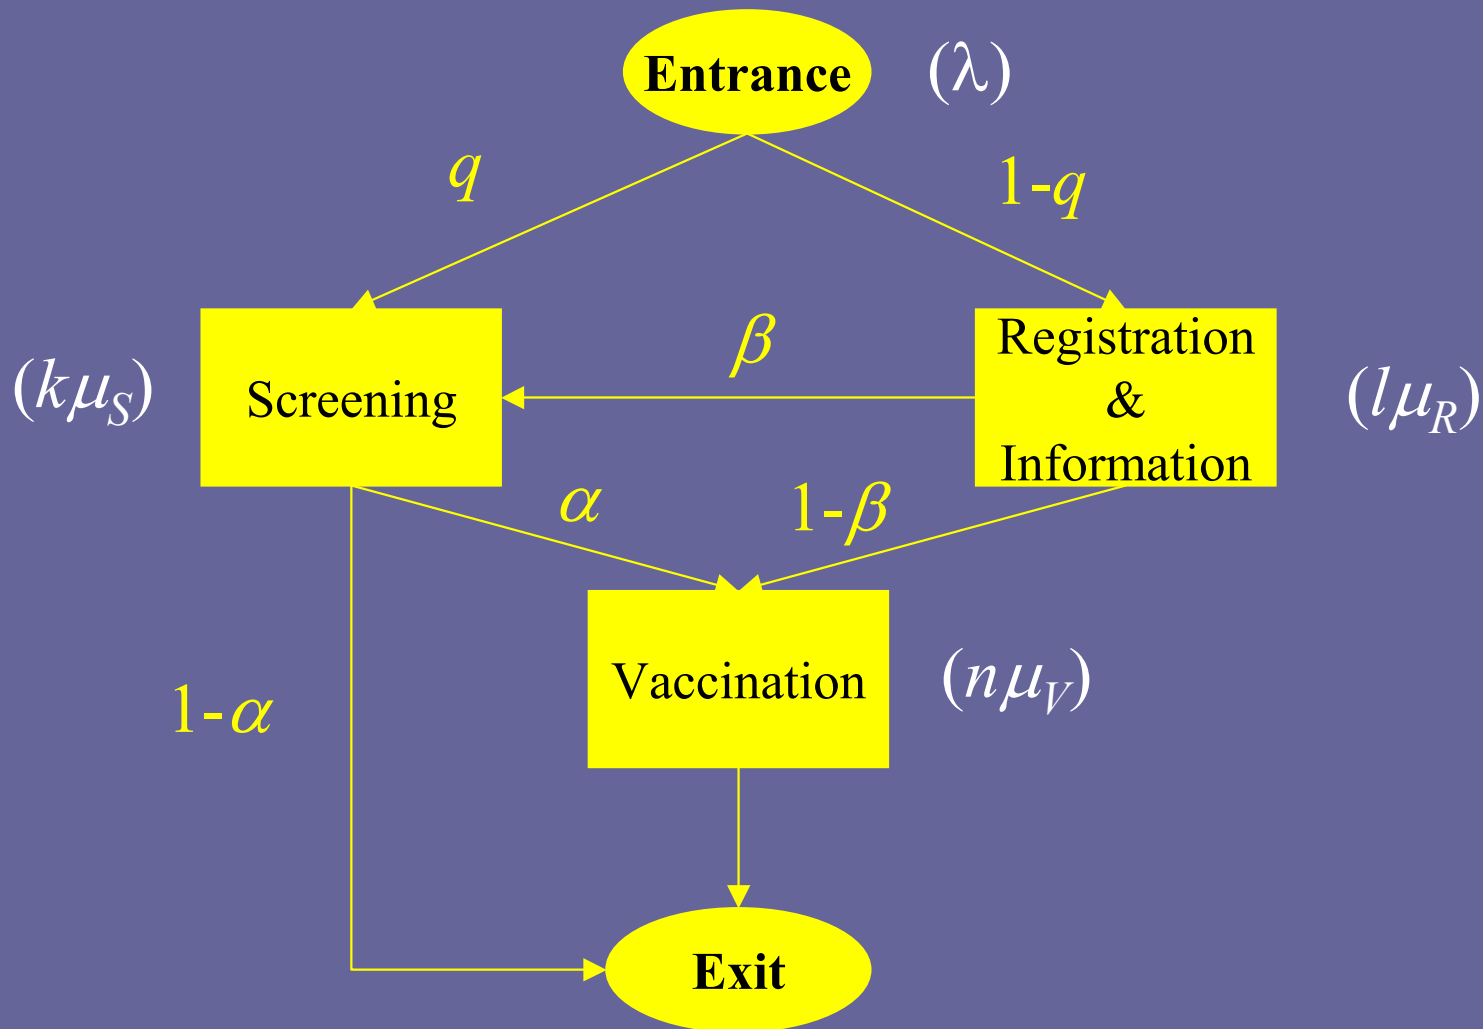 Entrance
(λ)
q
1-q
(kμS)
Screening
β
Registration
&
Information
(lμR)
α
1-β
Vaccination
(nμV)
1-α
Exit